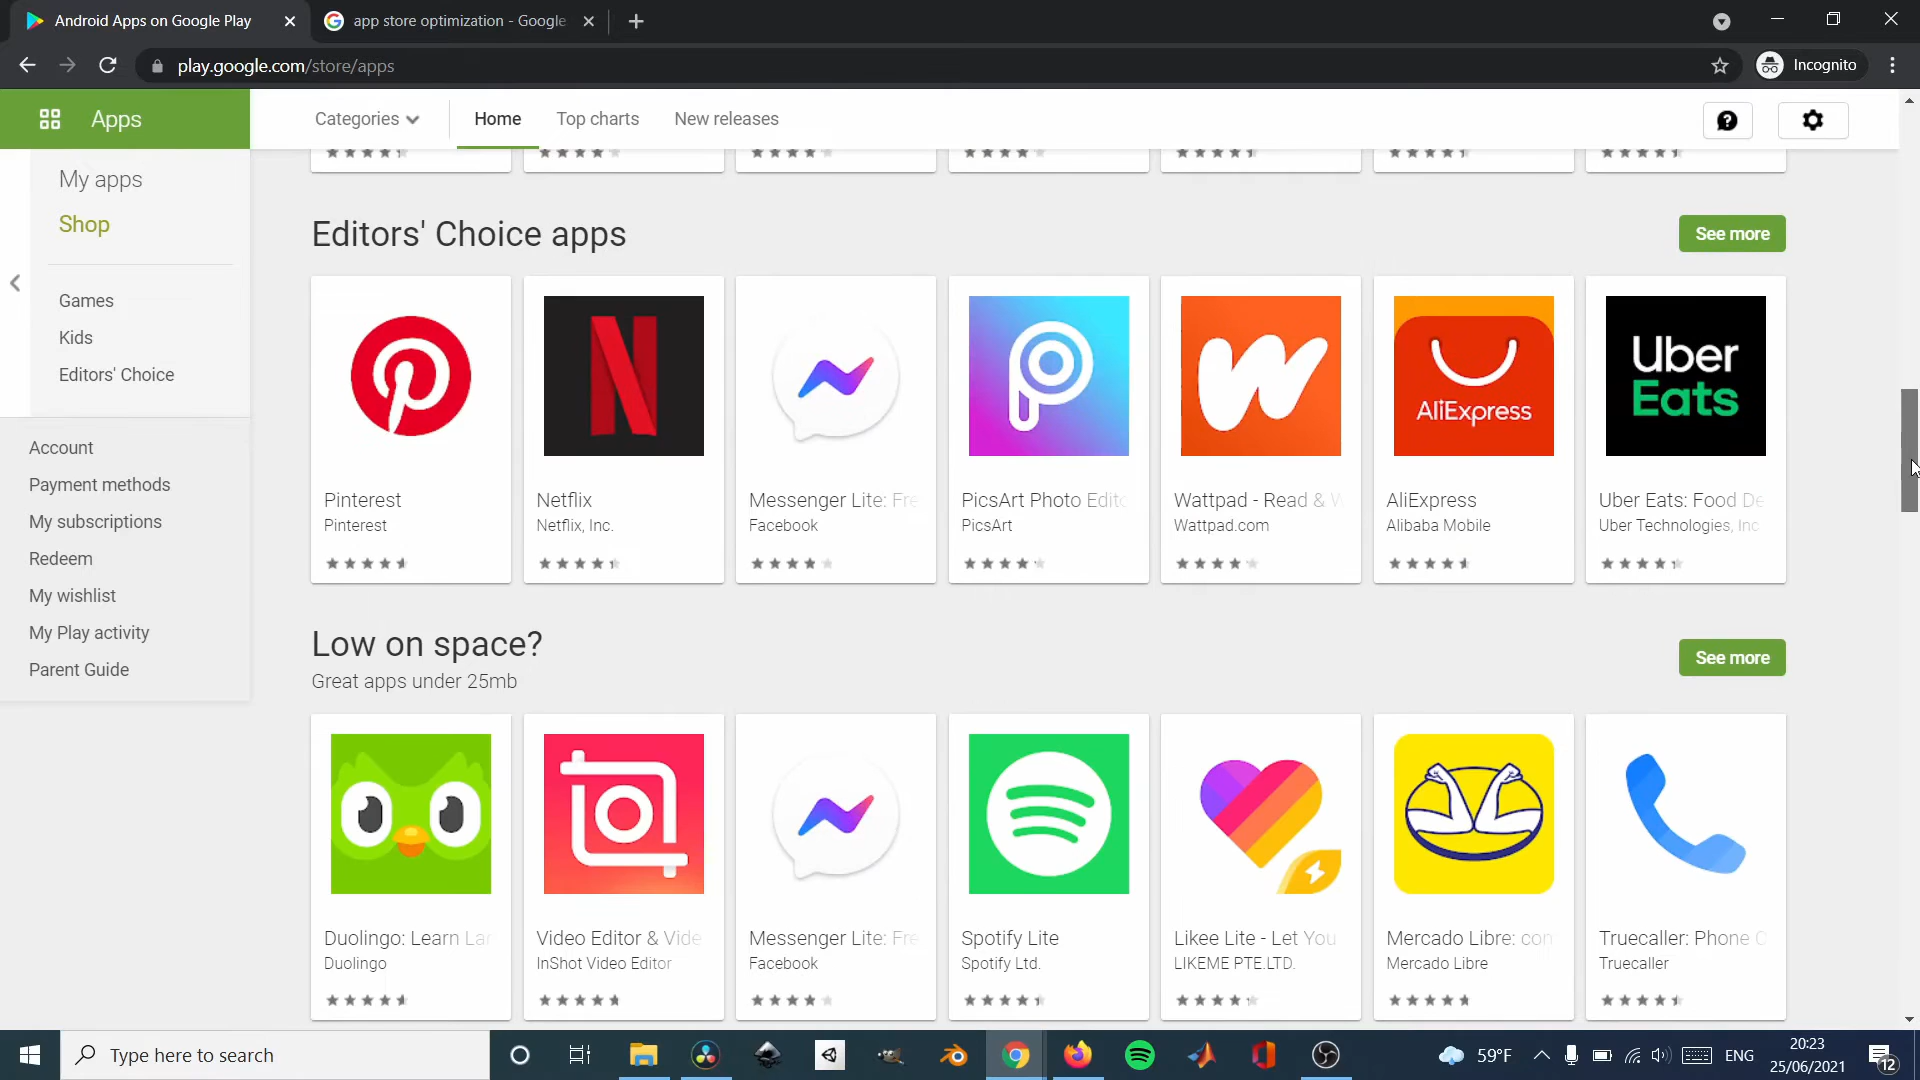 Android Apps on Google Play
app store optimization - Google
play.google.com/store/apps
Incognito
Apps
Categories
Home
Top charts
New releases
My apps
Shop
Games
Kids
Editors' Choice
Account
Payment methods
My subscriptions
Redeem
My wishlist
My Play activity
Parent Guide
Editors' Choice apps
See more
AliExpress
Uber
Eats
Pinterest
Netflix
Messenger Lite: Fre
PicsArt Photo Edito
Wattpad - Read & W
AliExpress
Uber Eats: Food De
Pinterest
Netflix, Inc.
Facebook
PicsArt
Wattpad.com
Alibaba Mobile
Uber Technologies, Inc
Low on space?
Great apps under 25mb
See more
Duolingo: Learn Lan
Video Editor & Vide
Messenger Lite: Fre
Spotify Lite
Likee Lite - Let You
Mercado Libre: com
Truecaller: Phone C
Duolingo
InShot Video Editor
Facebook
Spotify Ltd.
LIKEME PTE.LTD.
Mercado Libre
Truecaller
Type here to search
59°F
ENG
20:23
25/06/2021
12